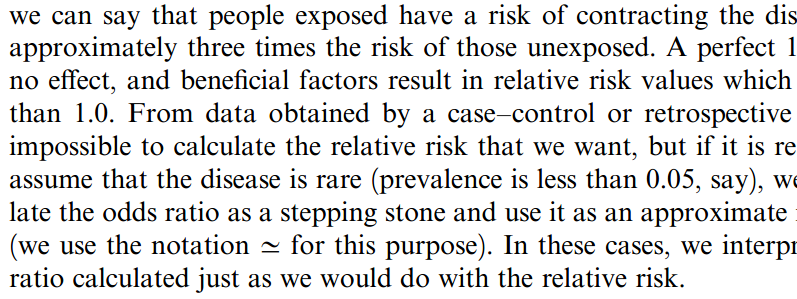 we can say that people exposed have a risk of contracting the dis
approximately three times the risk of those unexposed. A perfect 1
no effect, and beneficial factors result in relative risk values which
than 1.0. From data obtained by a case–control or retrospective
impossible to calculate the relative risk that we want, but if it is re
assume that the disease is rare (prevalence is less than 0.05, say), we
late the odds ratio as a stepping stone and use it as an approximate
(we use the notation ≃ for this purpose). In these cases, we interpr
ratio calculated just as we would do with the relative risk.